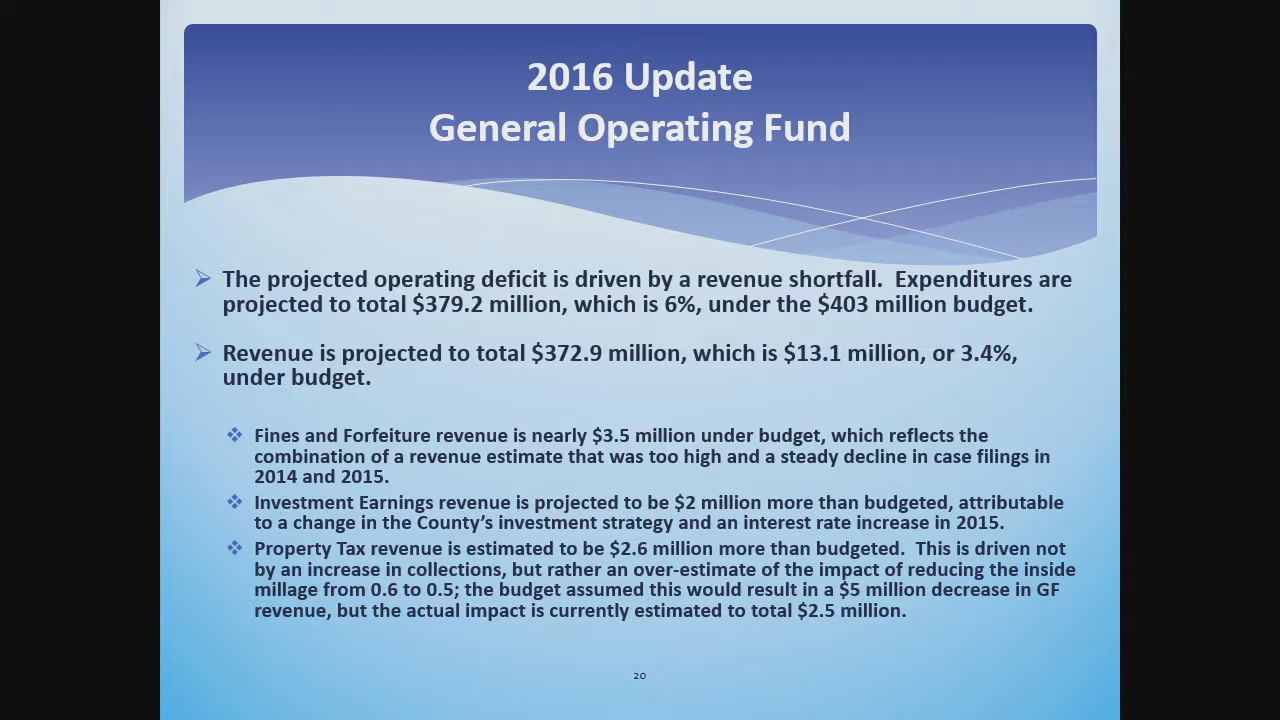 2016 Update
General Operating Fund
The projected operating deficit is driven by a revenue shortfall.  Expenditures are
projected to total $379.2 million, which is 6%, under the $403 million budget.
Revenue is projected to total $372.9 million, which is $13.1 million, or 3.4%,
under budget.
Fines and Forfeiture revenue is nearly $3.5 million under budget, which reflects the
combination of a revenue estimate that was too high and a steady decline in case filings in
2014 and 2015.
Investment Earnings revenue is projected to be $2 million more than budgeted, attributable
to a change in the County’s investment strategy and an interest rate increase in 2015.
Property Tax revenue is estimated to be $2.6 million more than budgeted.  This is driven not
by an increase in collections, but rather an over-estimate of the impact of reducing the inside
millage from 0.6 to 0.5; the budget assumed this would result in a $5 million decrease in GF
revenue, but the actual impact is currently estimated to total $2.5 million.
20